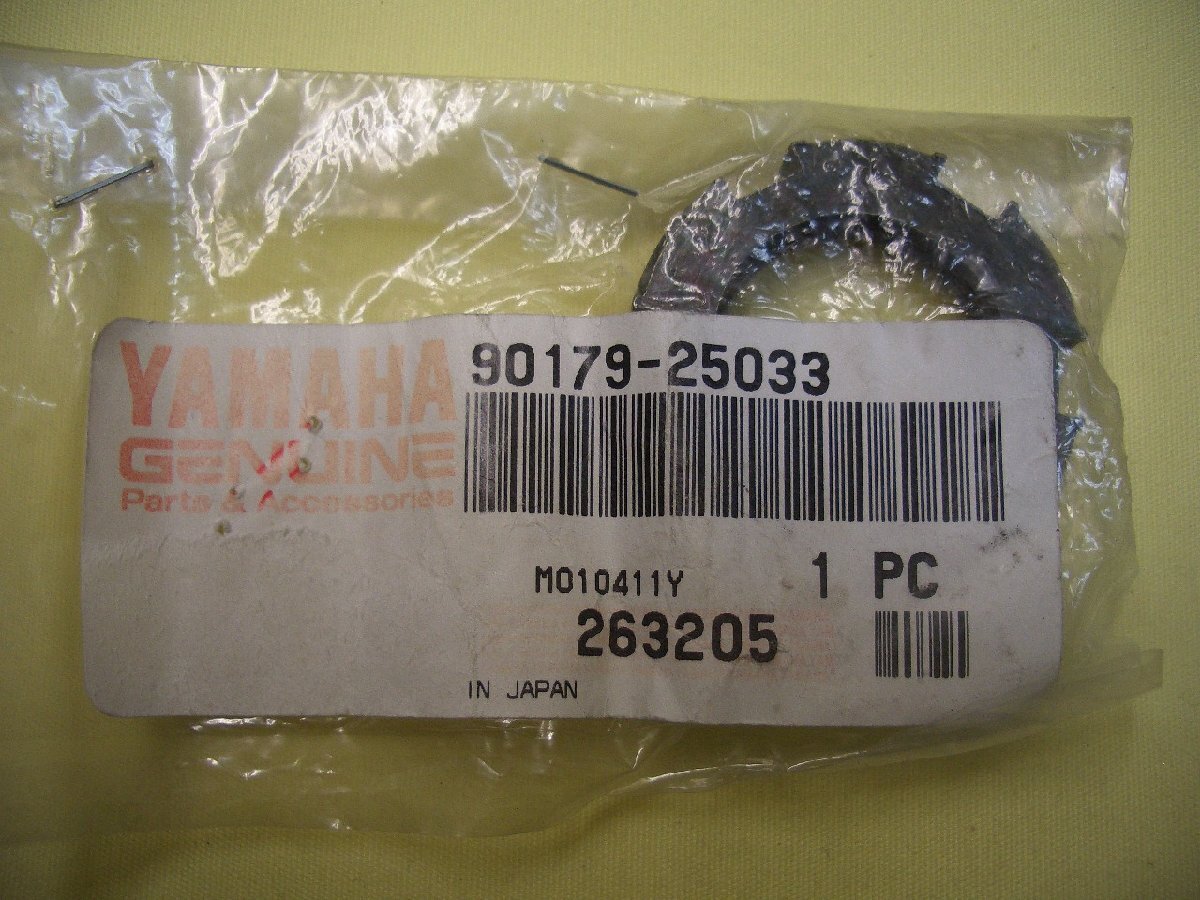 YAMAHA
GENUINE
Parts & Accessories
90179-25033
M010411Y
1 PC
263205
IN JAPAN